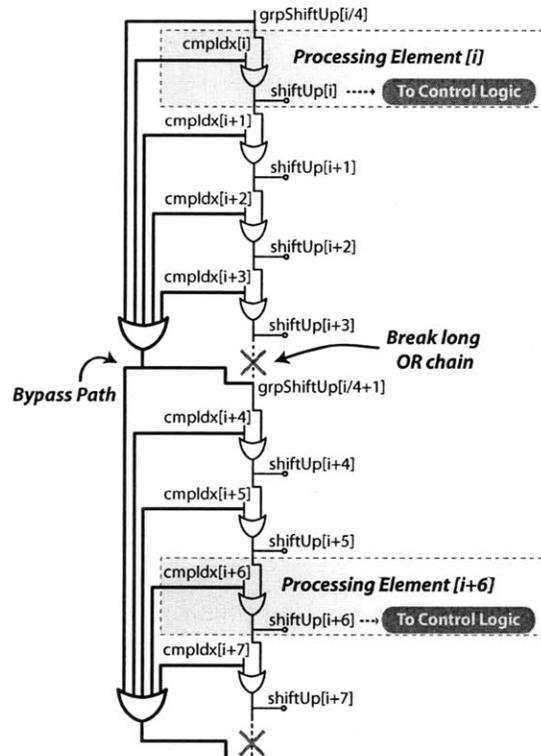 grpShiftUp[i/4]
cmpIdx[i]
Processing Element [i]
shiftUp[i]
To Control Logic
cmpIdx[i+1]
shiftUp[i+1]
cmpIdx[i+2]
shiftUp[i+2]
cmpIdx[i+3]
shiftUp[i+3]
Break long
OR chain
Bypass Path
grpShiftUp[i/4+1]
cmpIdx[i+4]
shiftUp[i+4]
cmpIdx[i+5]
shiftUp[i+5]
cmpIdx[i+6]
Processing Element [i+6]
shiftUp[i+6]
To Control Logic
cmpIdx[i+7]
shiftUp[i+7]